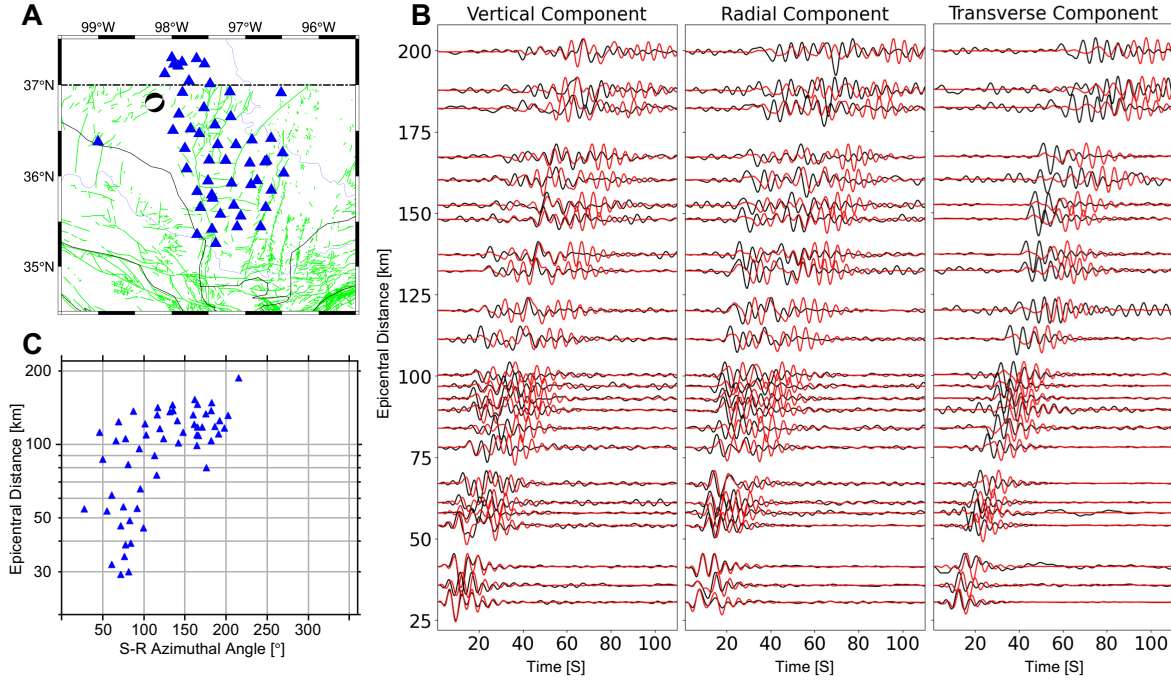 A
99°W 98°W 97°W 96°W
37°N
36°N
35°N
B
Vertical Component Radial Component Transverse Component
Epicentral Distance [km]
200
175
150
125
100
75
50
25
20 40 60 80 100 20 40 60 80 100 20 40 60 80 100
Time [S] Time [S] Time [S]
C
Epicentral Distance [km]
200
100
50
30
50 100 150 200 250 300
S-R Azimuthal Angle [°]